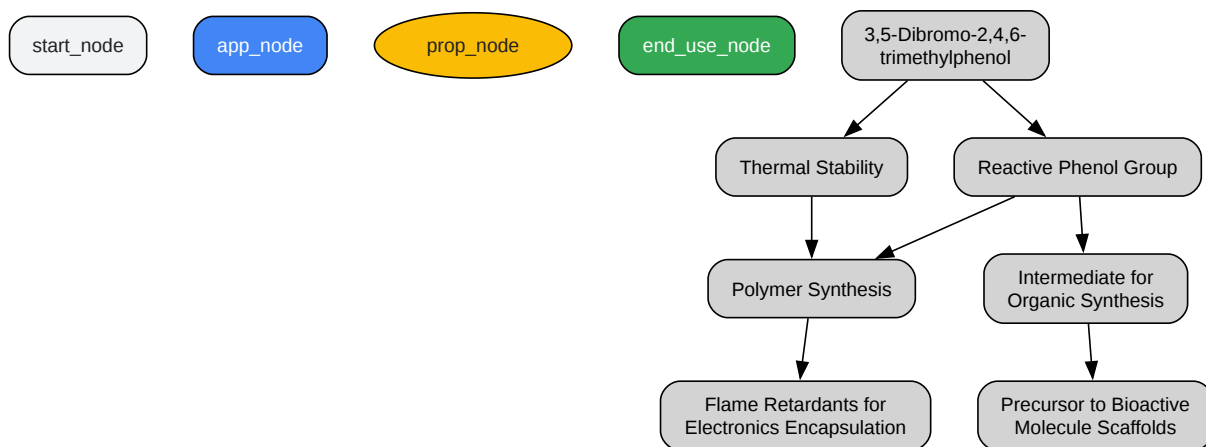 start_node
app_node
prop_node
end_use_node
3,5-Dibromo-2,4,6-
trimethylphenol
Thermal Stability
Reactive Phenol Group
Polymer Synthesis
Intermediate for
Organic Synthesis
Flame Retardants for
Electronics Encapsulation
Precursor to Bioactive
Molecule Scaffolds